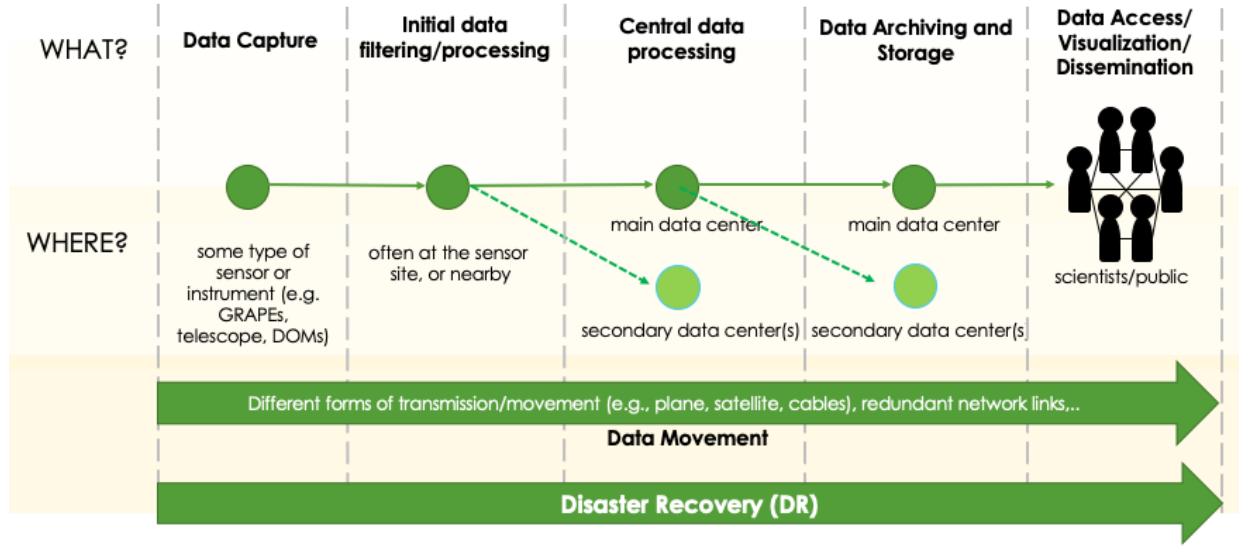 WHAT?
Data Capture
Initial data
filtering/processing
Central data
processing
Data Archiving and
Storage
Data Access/
Visualization/
Dissemination
WHERE?
some type of
sensor or
instrument (e.g.
GRAPEs,
telescope, DOMs)
often at the sensor
site, or nearby
main data center
secondary data center(s)
main data center
secondary data center(s
scientists/public
Different forms of transmission/movement (e.g., plane, satellite, cables), redundant network links,..
Data Movement
Disaster Recovery (DR)